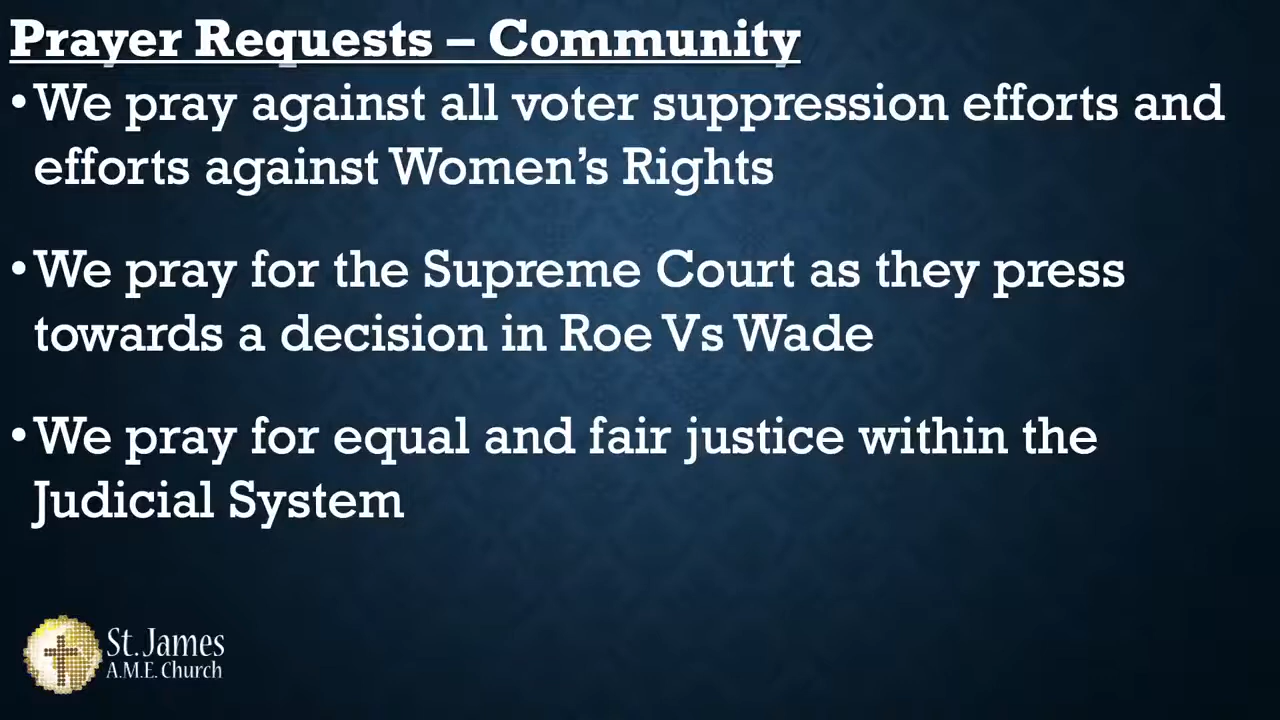 Prayer Requests – Community
• We pray against all voter suppression efforts and
efforts against Women’s Rights
• We pray for the Supreme Court as they press
towards a decision in Roe Vs Wade
• We pray for equal and fair justice within the
Judicial System
St. James
A.M.E. Church